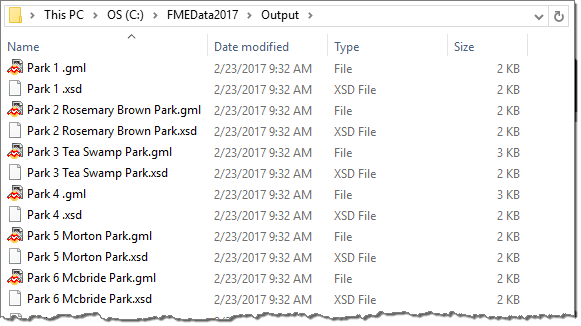 This PC > OS (C:) > FMEData2017 > Output >
Name Date modified Type Size
Park 1 .gml 2/23/2017 9:32 AM File 2 KB
Park 1 .xsd 2/23/2017 9:32 AM XSD File 2 KB
Park 2 Rosemary Brown Park.gml 2/23/2017 9:32 AM File 2 KB
Park 2 Rosemary Brown Park.xsd 2/23/2017 9:32 AM XSD File 2 KB
Park 3 Tea Swamp Park.gml 2/23/2017 9:32 AM File 3 KB
Park 3 Tea Swamp Park.xsd 2/23/2017 9:32 AM XSD File 2 KB
Park 4 .gml 2/23/2017 9:32 AM File 3 KB
Park 4 .xsd 2/23/2017 9:32 AM XSD File 2 KB
Park 5 Morton Park.gml 2/23/2017 9:32 AM File 2 KB
Park 5 Morton Park.xsd 2/23/2017 9:32 AM XSD File 2 KB
Park 6 Mcbride Park.gml 2/23/2017 9:32 AM File 2 KB
Park 6 Mcbride Park.xsd 2/23/2017 9:32 AM XSD File 2 KB